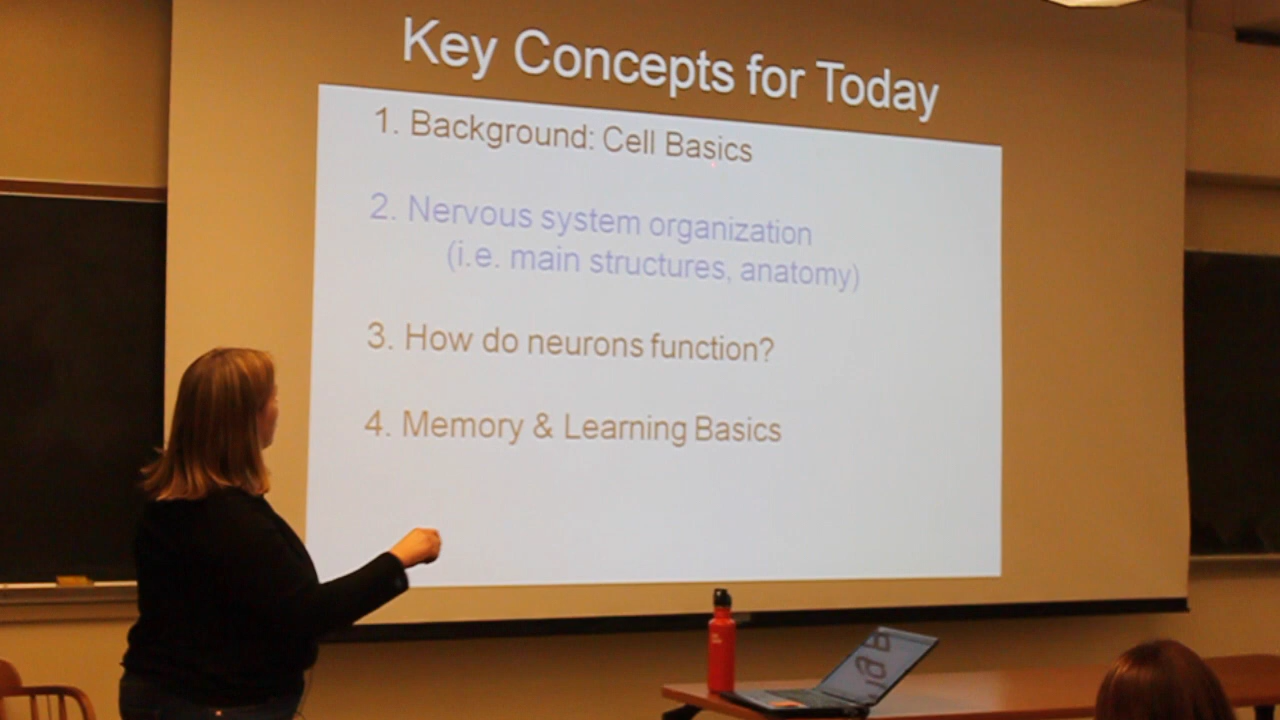 Key Concepts for Today
1. Background: Cell Basics
2. Nervous system organization
(i.e. main structures, anatomy)
3. How do neurons function?
4. Memory & Learning Basics